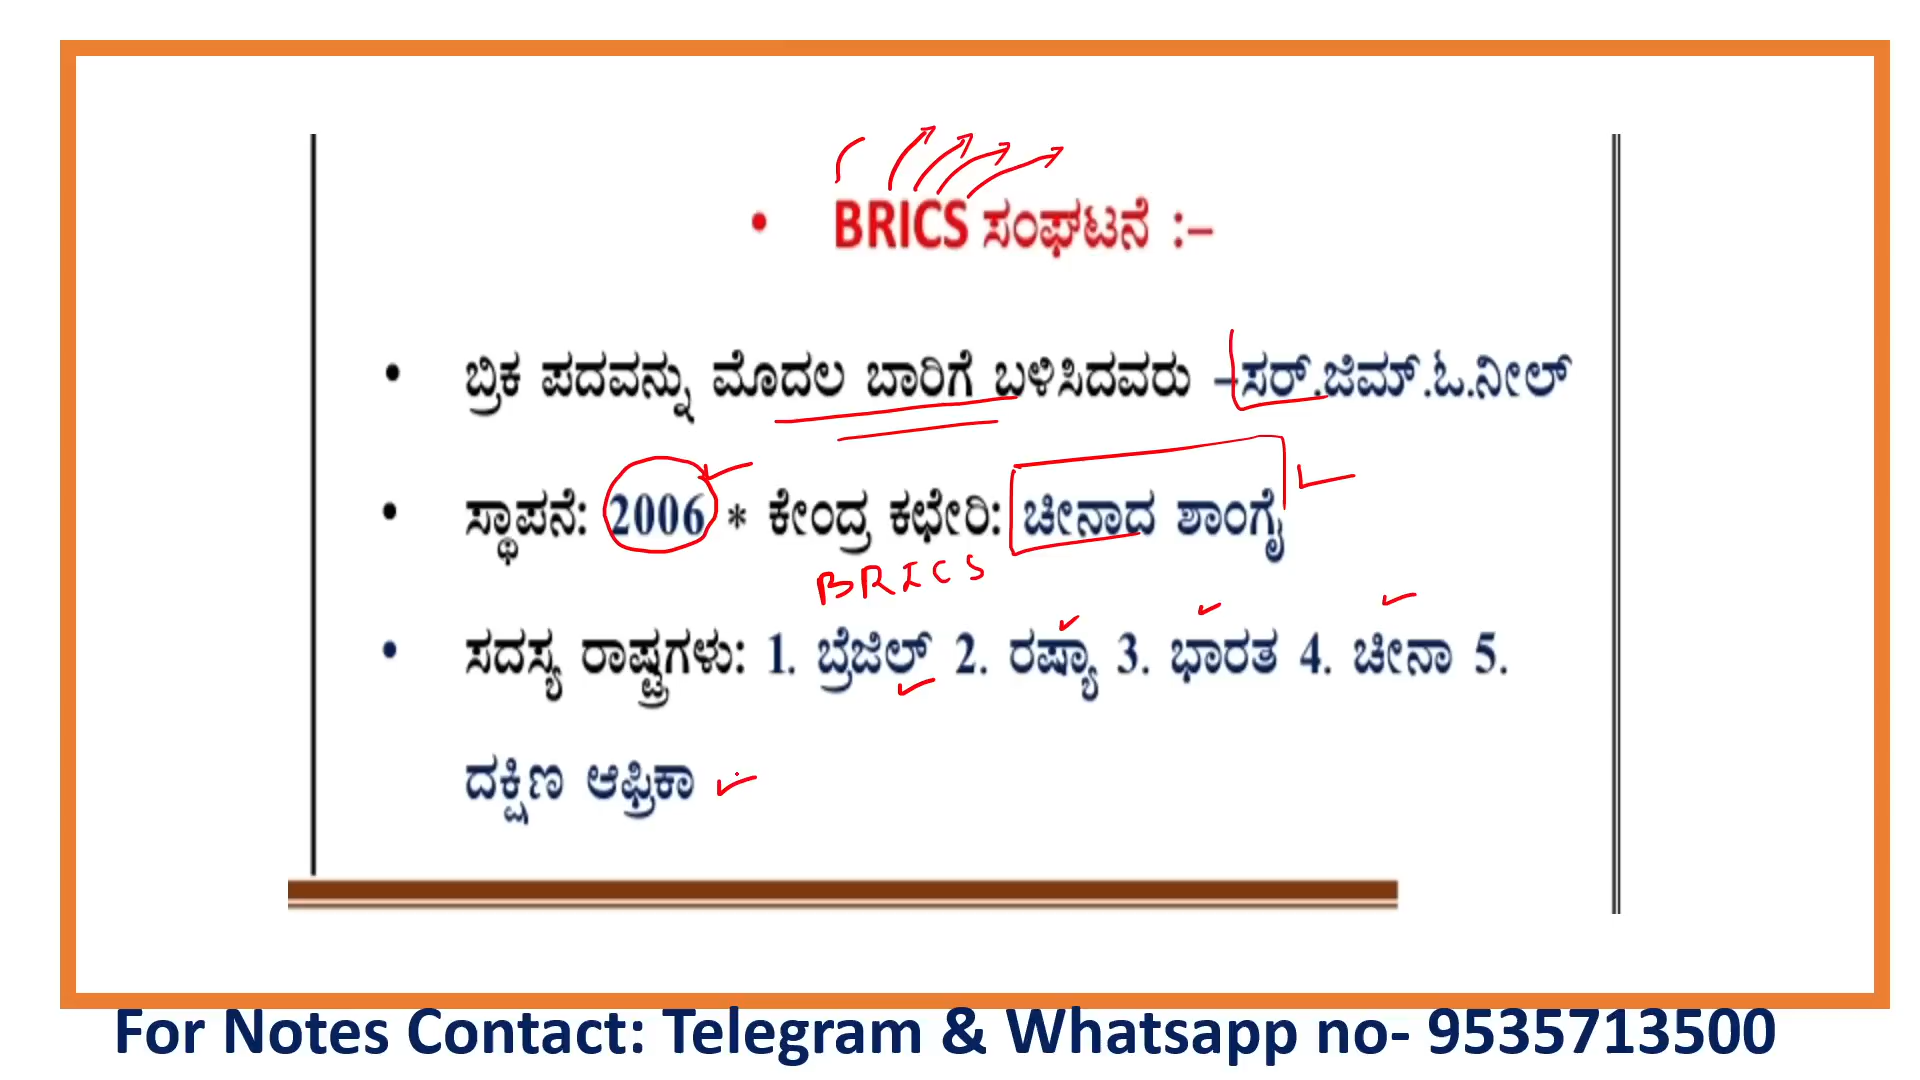 • BRICS ಸಂಘಟನೆ :–
• ಬ್ರಿಕ ಪದವನ್ನು ಮೊದಲ ಬಾರಿಗೆ ಬಳಿಸಿದವರು –ಸರ್.ಜಿಮ್.ಓ.ನೀಲ್
• ಸ್ಥಾಪನೆ: 2006 * ಕೇಂದ್ರ ಕಛೇರಿ: ಚೀನಾದ ಶಾಂಗೈ
BRICS
• ಸದಸ್ಯ ರಾಷ್ಟ್ರಗಳು: 1. ಬ್ರೆಜಿಲ್ 2. ರಷ್ಯಾ 3. ಭಾರತ 4. ಚೀನಾ 5.
ದಕ್ಷಿಣ ಆಫ್ರಿಕಾ
For Notes Contact: Telegram & Whatsapp no- 9535713500